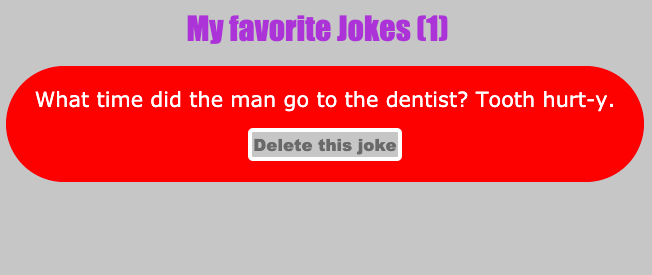 My favorite Jokes (1)
What time did the man go to the dentist? Tooth hurt-y.
Delete this joke